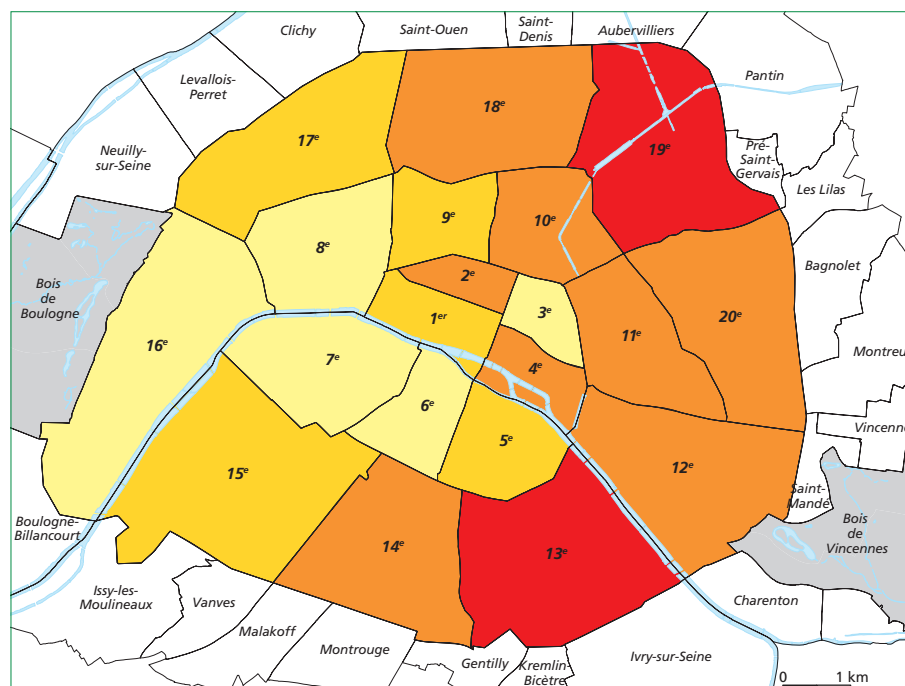 Clichy
Saint-Ouen
Saint-
Denis
Aubervilliers
Levallois-
Perret
Pantin
Neuilly-
sur-Seine
17e
18e
19e
Pré-
Saint-
Gervais
Les Lilas
Bois
de
Boulogne
8e
9e
10e
Bagnolet
2e
16e
1er
3e
11e
20e
7e
4e
Montreu
6e
5e
Vincenne
15e
12e
Saint-
Mandé
Boulogne-
Billancourt
14e
13e
Bois
de
Vincennes
Issy-les-
Moulineaux
Vanves
Malakoff
Montrouge
Gentilly
Kremlin-
Bicètre
Ivry-sur-Seine
Charenton
0 1 km